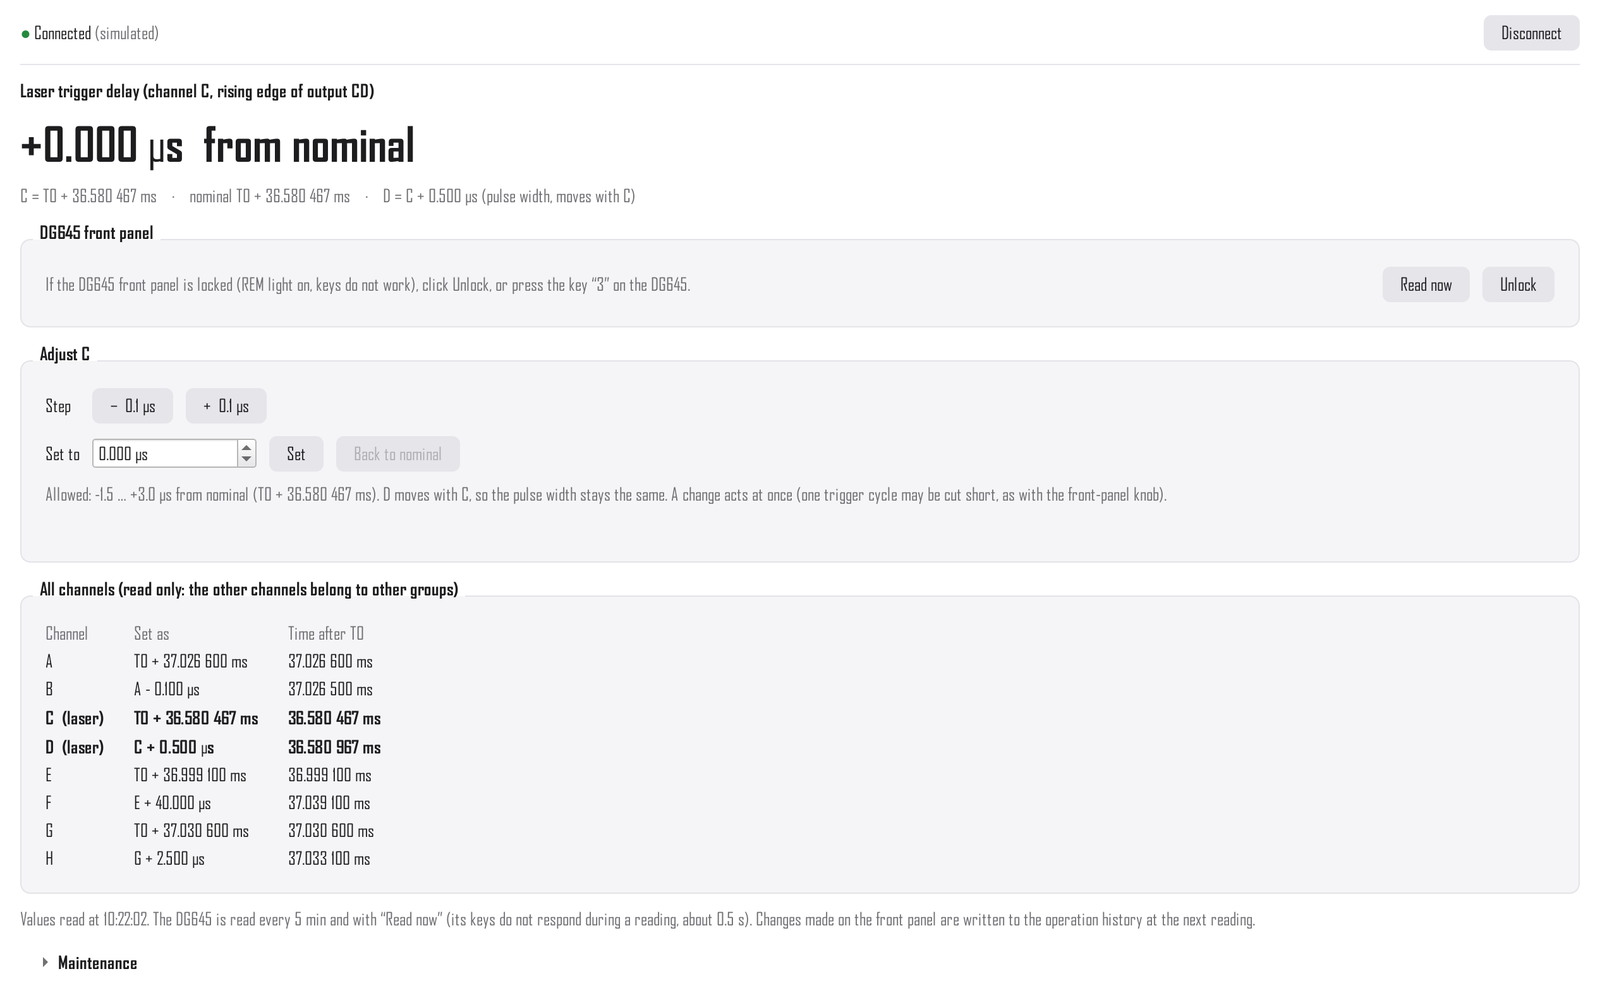 ● Connected (simulated)
Disconnect
Laser trigger delay (channel C, rising edge of output CD)
+0.000 µs from nominal
C = T0 + 36.580 467 ms · nominal T0 + 36.580 467 ms · D = C + 0.500 µs (pulse width, moves with C)
DG645 front panel
If the DG645 front panel is locked (REM light on, keys do not work), click Unlock, or press the key “3” on the DG645.
Read now
Unlock
Adjust C
Step − 0.1 µs + 0.1 µs
Set to 0.000 µs Set Back to nominal
Allowed: -1.5 ... +3.0 µs from nominal (T0 + 36.580 467 ms). D moves with C, so the pulse width stays the same. A change acts at once (one trigger cycle may be cut short, as with the front-panel knob).
All channels (read only: the other channels belong to other groups)
Channel Set as Time after T0
A T0 + 37.026 600 ms 37.026 600 ms
B A - 0.100 µs 37.026 500 ms
C (laser) T0 + 36.580 467 ms 36.580 467 ms
D (laser) C + 0.500 µs 36.580 967 ms
E T0 + 36.999 100 ms 36.999 100 ms
F E + 40.000 µs 37.039 100 ms
G T0 + 37.030 600 ms 37.030 600 ms
H G + 2.500 µs 37.033 100 ms
Values read at 10:22:02. The DG645 is read every 5 min and with “Read now” (its keys do not respond during a reading, about 0.5 s). Changes made on the front panel are written to the operation history at the next reading.
Maintenance